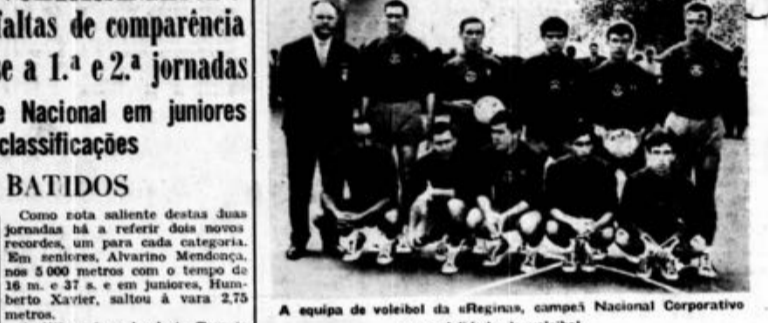 faltas de comparência
e a 1.ª e 2.ª jornadas
e Nacional em juniores
classificações
BATIDOS
Como nota saliente destas duas
jornadas há a referir dois novos
recordes, um para cada categoria.
Em seniores, Alvarino Mendonça,
nos 5 000 metros com o tempo de
16 m. e 37 s. e em juniores, Hum-
berto Xavier, saltou à vara 2,75
metros.
A equipa de voleibol da «Regina», campeã Nacional Corporativo